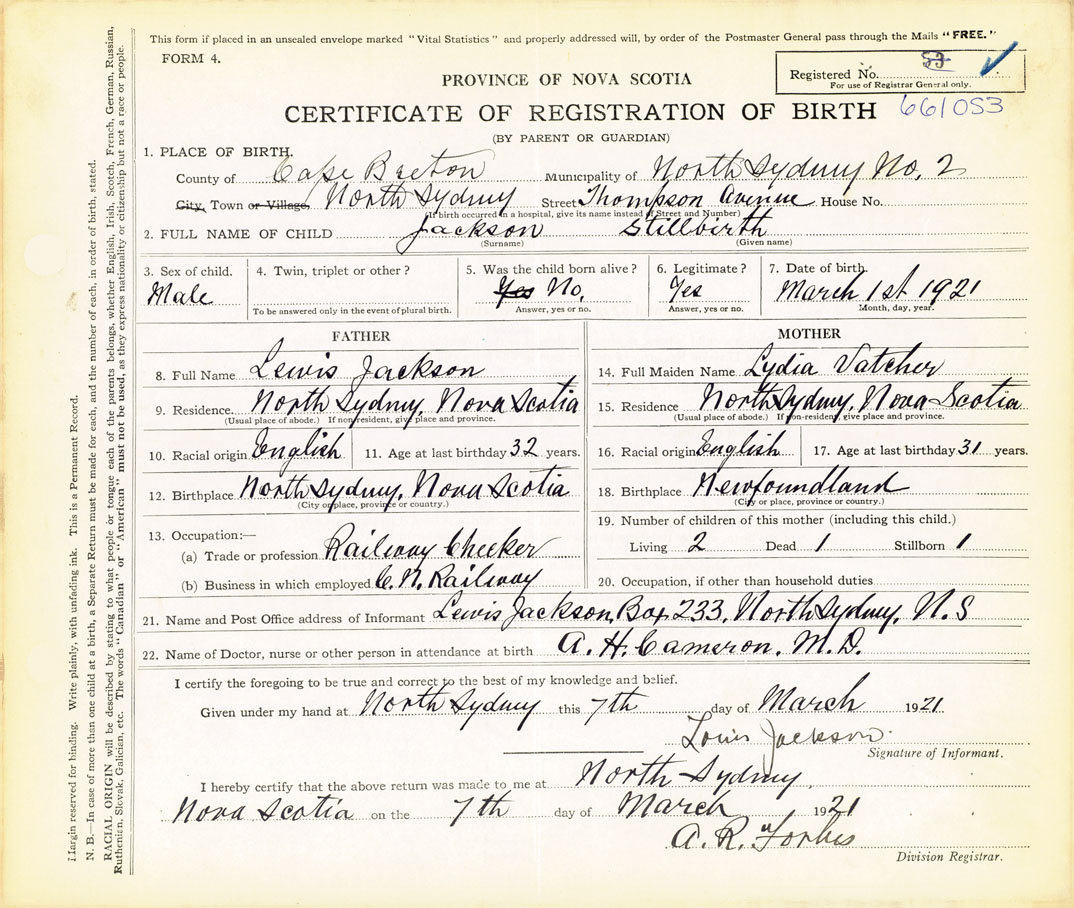 This form if placed in an unsealed envelope marked "Vital Statistics" and properly addressed will, by order of the Postmaster General pass through the Mails "FREE."
FORM 4.
Registered No. 53
For use of Registrar General only.
PROVINCE OF NOVA SCOTIA
CERTIFICATE OF REGISTRATION OF BIRTH 661053
(BY PARENT OR GUARDIAN)
1. PLACE OF BIRTH.
County of Cape Breton Municipality of North Sydney No. 2
City, Town or Village, North Sydney Street Thompson Avenue House No.
(If birth occurred in a hospital, give its name instead of Street and Number)
2. FULL NAME OF CHILD Jackson Stillbirth
(Surname) (Given name)
3. Sex of child. 4. Twin, triplet or other? 5. Was the child born alive? 6. Legitimate? 7. Date of birth.
Male Yes No, Yes March 1st 1921
To be answered only in the event of plural birth. Answer, yes or no. Answer, yes or no. Month, day, year.
FATHER
8. Full Name Lewis Jackson
9. Residence. North Sydney, Nova Scotia
(Usual place of abode.) If non-resident, give place and province.
10. Racial origin English 11. Age at last birthday 32 years.
12. Birthplace North Sydney, Nova Scotia
(City or place, province or country.)
13. Occupation:—
(a) Trade or profession Railway Checker
(b) Business in which employed C. N. Railway
MOTHER
14. Full Maiden Name Lydia Vatcher
15. Residence North Sydney, Nova Scotia
(Usual place of abode.) If non-resident, give place and province.
16. Racial origin English 17. Age at last birthday 31 years.
18. Birthplace Newfoundland
(City or place, province or country.)
19. Number of children of this mother (including this child.)
Living 2 Dead 1 Stillborn 1
20. Occupation, if other than household duties
21. Name and Post Office address of Informant Lewis Jackson, Box 233, North Sydney, N. S
22. Name of Doctor, nurse or other person in attendance at birth A. H. Cameron, M. D.
I certify the foregoing to be true and correct to the best of my knowledge and belief.
Given under my hand at North Sydney this 7th day of March 1921
Louis Jackson
Signature of Informant.
I hereby certify that the above return was made to me at North Sydney,
Nova Scotia on the 7th day of March 1921
A. R. Forbes
Division Registrar.
Margin reserved for binding. Write plainly, with unfading ink. This is a Permanent Record.
N. B.—In case of more than one child at a birth, a Separate Return must be made for each, and the number of each, in order of birth, stated.
RACIAL ORIGIN will be described by stating to what people or tongue each of the parents belongs, whether English, Irish, Scotch, French, German, Russian,
Ruthenian, Slovak, Galician, etc. The words "Canadian" or "American" must not be used, as they express nationality or citizenship but not a race or people.